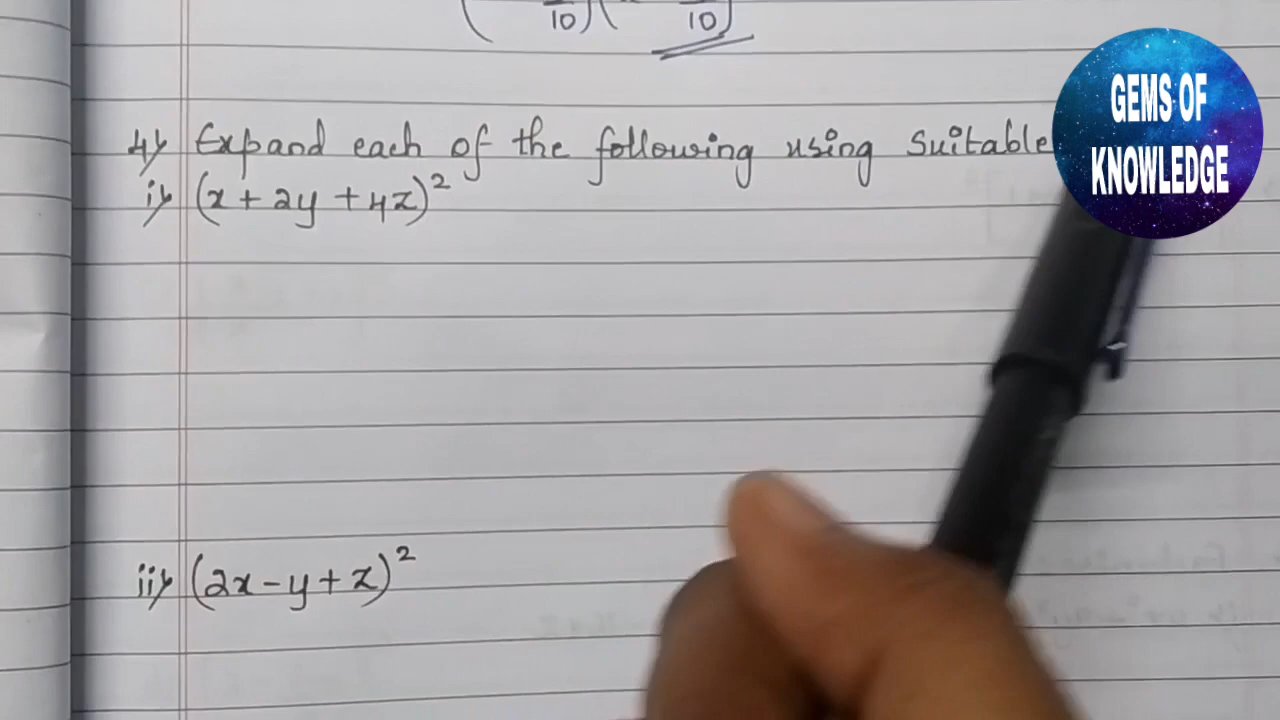 10 10
4) Expand each of the following using suitable
i) (x + 2y + 4z)²
ii) (2x - y + z)²
GEMS OF
KNOWLEDGE